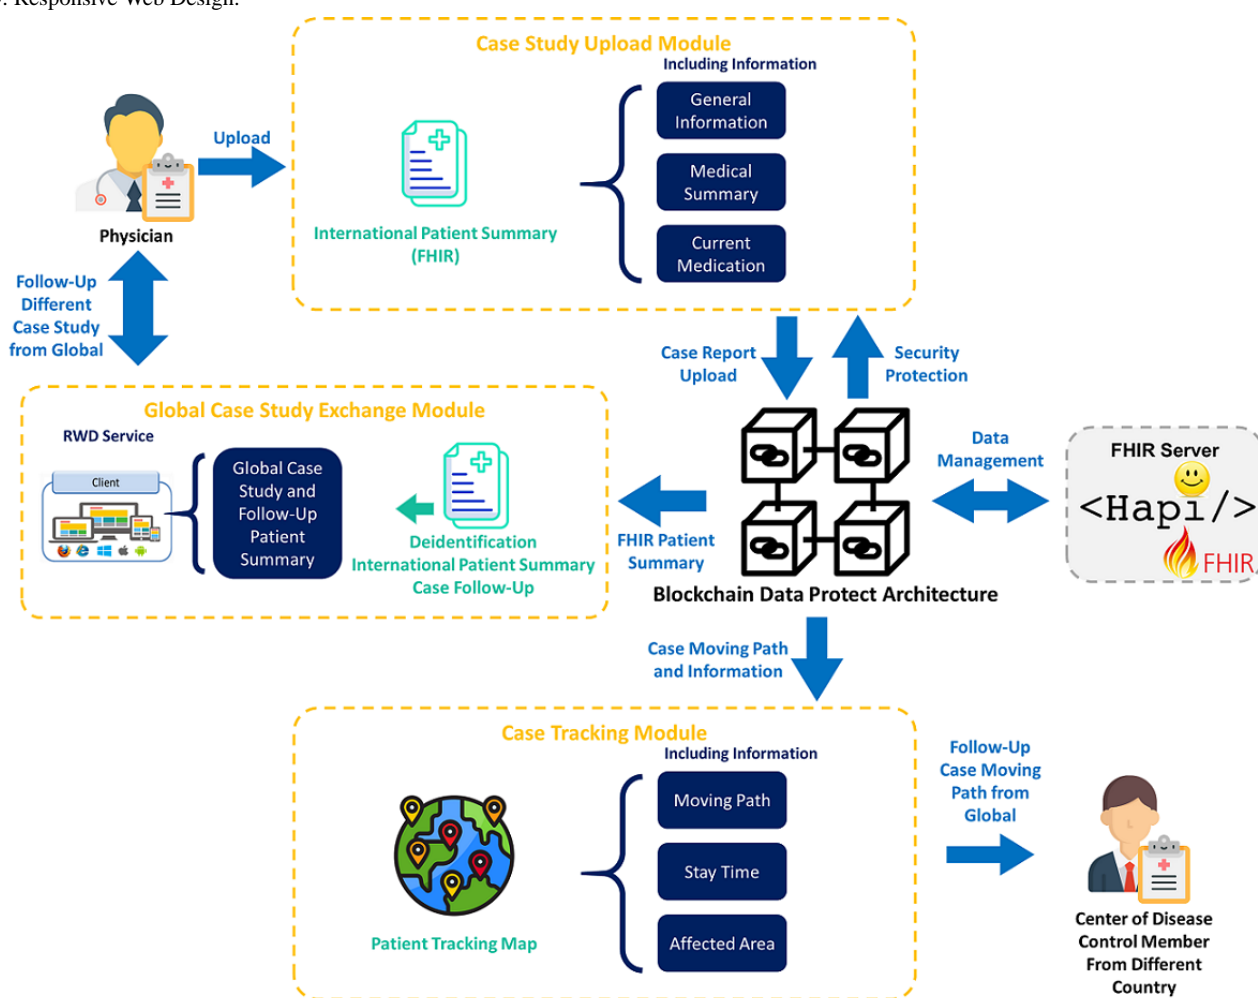 Responsive Web Design.
Case Study Upload Module
Including Information
General
Information
Medical
Summary
Current
Medication
International Patient Summary
(FHIR)
Upload
Physician
Follow-Up
Different
Case Study
from Global
Case Report
Upload
Security
Protection
Global Case Study Exchange Module
RWD Service
Client
Global Case
Study and
Follow-Up
Patient
Summary
Deidentification
International Patient Summary
Case Follow-Up
FHIR Patient
Summary
Data
Management
FHIR Server
<Hapi/>
FHIR
Blockchain Data Protect Architecture
Case Moving Path
and Information
Case Tracking Module
Including Information
Moving Path
Stay Time
Affected Area
Patient Tracking Map
Follow-Up
Case Moving
Path from
Global
Center of Disease
Control Member
From Different
Country